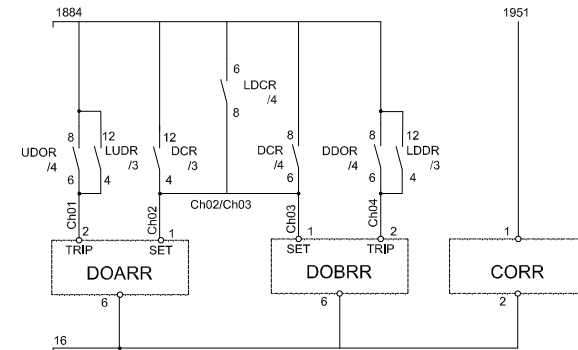 1884
1951
6
LDCR
/4
8
8
12
12
8
8
12
UDOR
/4
LUDR
/3
DCR
/3
DCR
/4
DDOR
/4
LDDR
/3
6
4
4
6
6
4
Ch02/Ch03
Ch01
Ch02
Ch03
Ch04
2
1
1
2
1
TRIP
SET
SET
TRIP
DOARR
DOBRR
CORR
6
6
2
16